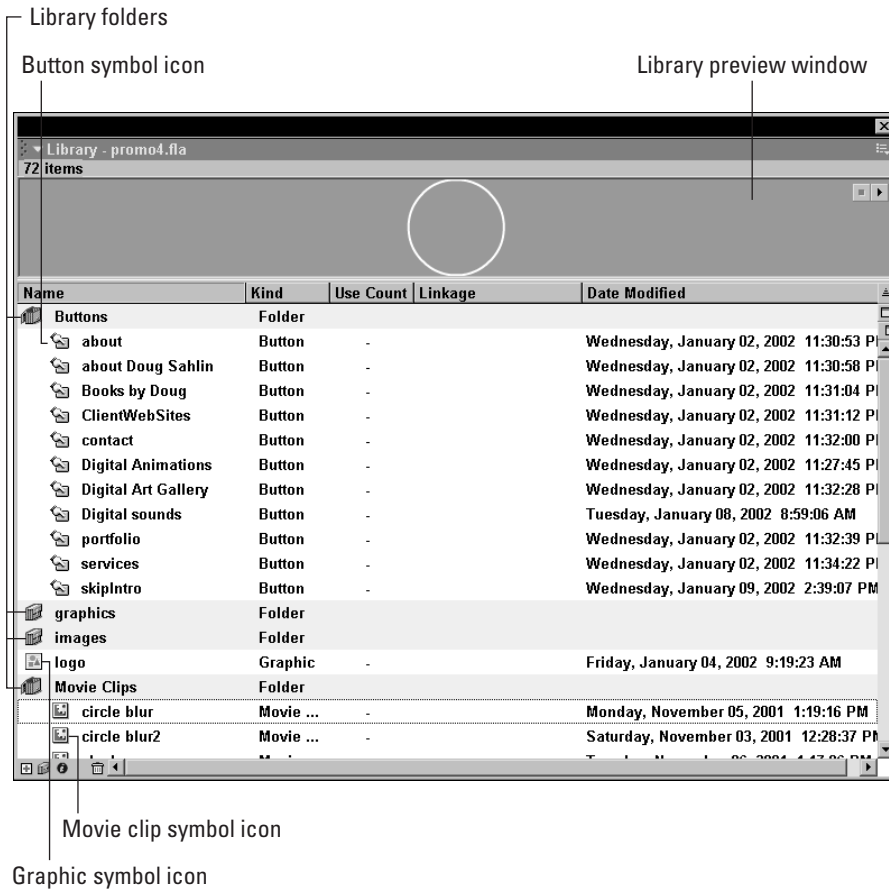 Library folders
Button symbol icon
Library preview window
Library - promo4.fla
72 items
Name Kind Use Count Linkage Date Modified
Buttons Folder
about Button - Wednesday, January 02, 2002 11:30:53
about Doug Sahlin Button - Wednesday, January 02, 2002 11:30:58
Books by Doug Button - Wednesday, January 02, 2002 11:31:04
ClientWebSites Button - Wednesday, January 02, 2002 11:31:12
contact Button - Wednesday, January 02, 2002 11:32:00
Digital Animations Button - Wednesday, January 02, 2002 11:27:45
Digital Art Gallery Button - Wednesday, January 02, 2002 11:32:28
Digital sounds Button - Tuesday, January 08, 2002 8:59:06 AM
portfolio Button - Wednesday, January 02, 2002 11:32:39
services Button - Wednesday, January 02, 2002 11:34:22
skipIntro Button - Wednesday, January 09, 2002 2:39:07 PM
graphics Folder
images Folder
logo Graphic - Friday, January 04, 2002 9:19:23 AM
Movie Clips Folder
circle blur Movie ... - Monday, November 05, 2001 1:19:16 PM
circle blur2 Movie ... - Saturday, November 03, 2001 12:28:37
Movie clip symbol icon
Graphic symbol icon